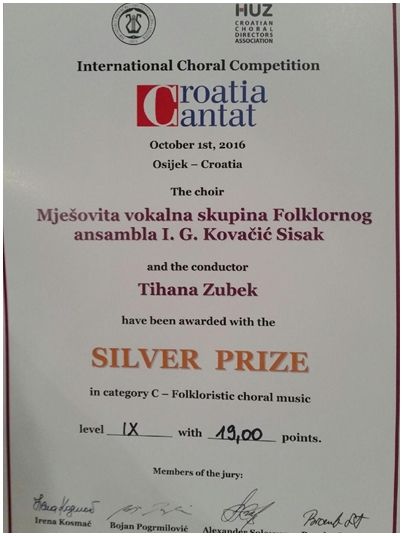 HUZ
CROATIAN
CHORAL
DIRECTORS
ASSOCIATION
International Choral Competition
Croatia
Cantat
October 1st, 2016
Osijek – Croatia
The choir
Mješovita vokalna skupina Folklornog
ansambla I. G. Kovačić Sisak
and the conductor
Tihana Zubek
have been awarded with the
SILVER PRIZE
in category C – Folkloristic choral music
level IX with 19,00 points.
Members of the jury:
Irena Kosmač Bojan Pogrmilović Alexander